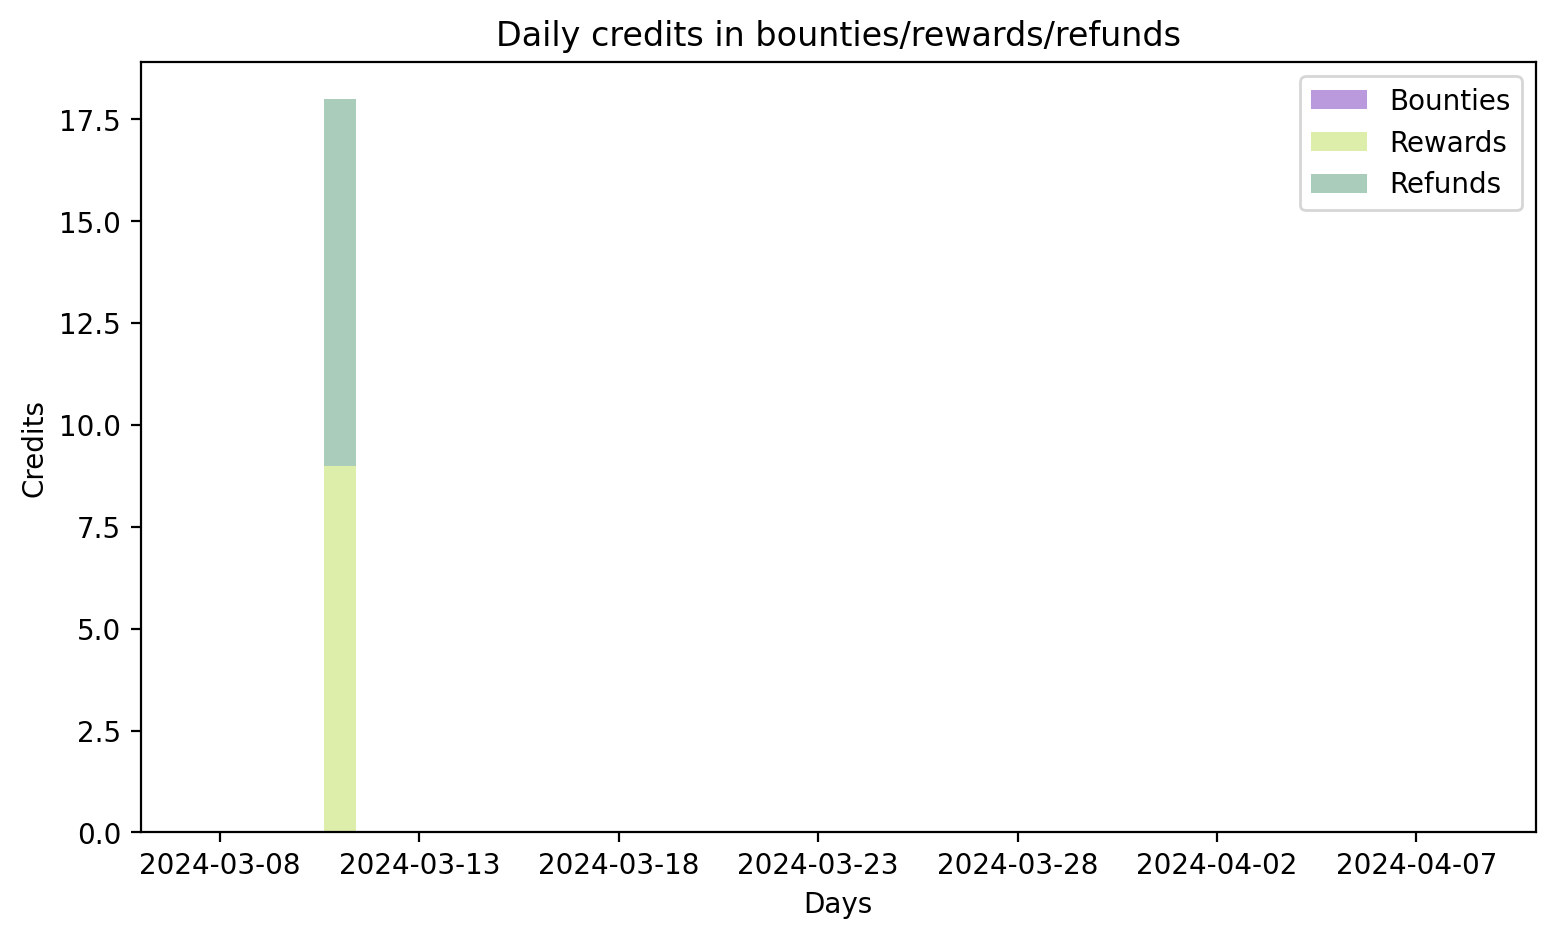 Daily credits in bounties/rewards/refunds
Bounties
Rewards
Refunds
17.5
15.0
12.5
10.0
7.5
5.0
2.5
0.0
Credits
2024-03-08 2024-03-13 2024-03-18 2024-03-23 2024-03-28 2024-04-02 2024-04-07
Days